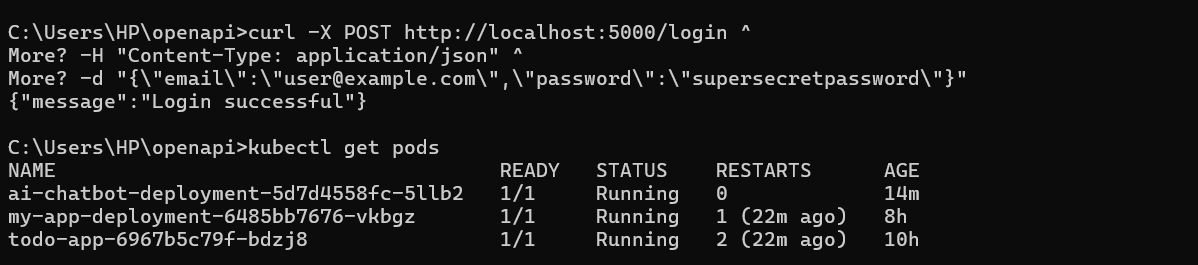 C:\Users\HP\openapi>curl -X POST http://localhost:5000/login ^
More? -H "Content-Type: application/json" ^
More? -d "{\"email\":\"user@example.com\",\"password\":\"supersecretpassword\"}"
{"message":"Login successful"}
C:\Users\HP\openapi>kubectl get pods
NAME READY STATUS RESTARTS AGE
ai-chatbot-deployment-5d7d4558fc-5llb2 1/1 Running 0 14m
my-app-deployment-6485bb7676-vkbgz 1/1 Running 1 (22m ago) 8h
todo-app-6967b5c79f-bdzj8 1/1 Running 2 (22m ago) 10h